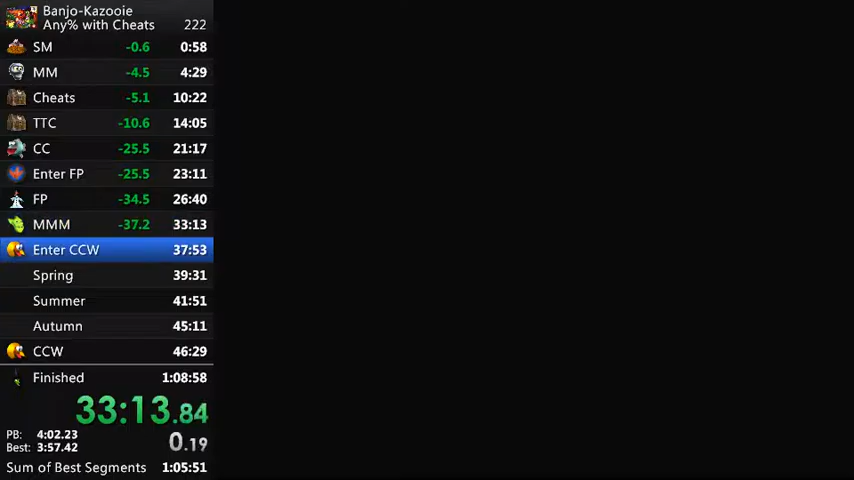 Banjo-Kazooie
Any% with Cheats 222
SM -0.6 0:58
MM -4.5 4:29
Cheats -5.1 10:22
TTC -10.6 14:05
CC -25.5 21:17
Enter FP -25.5 23:11
FP -34.5 26:40
MMM -37.2 33:13
Enter CCW 37:53
Spring 39:31
Summer 41:51
Autumn 45:11
CCW 46:29
Finished 1:08:58
33:13.84
PB: 4:02.23
Best: 3:57.42
0.19
Sum of Best Segments 1:05:51